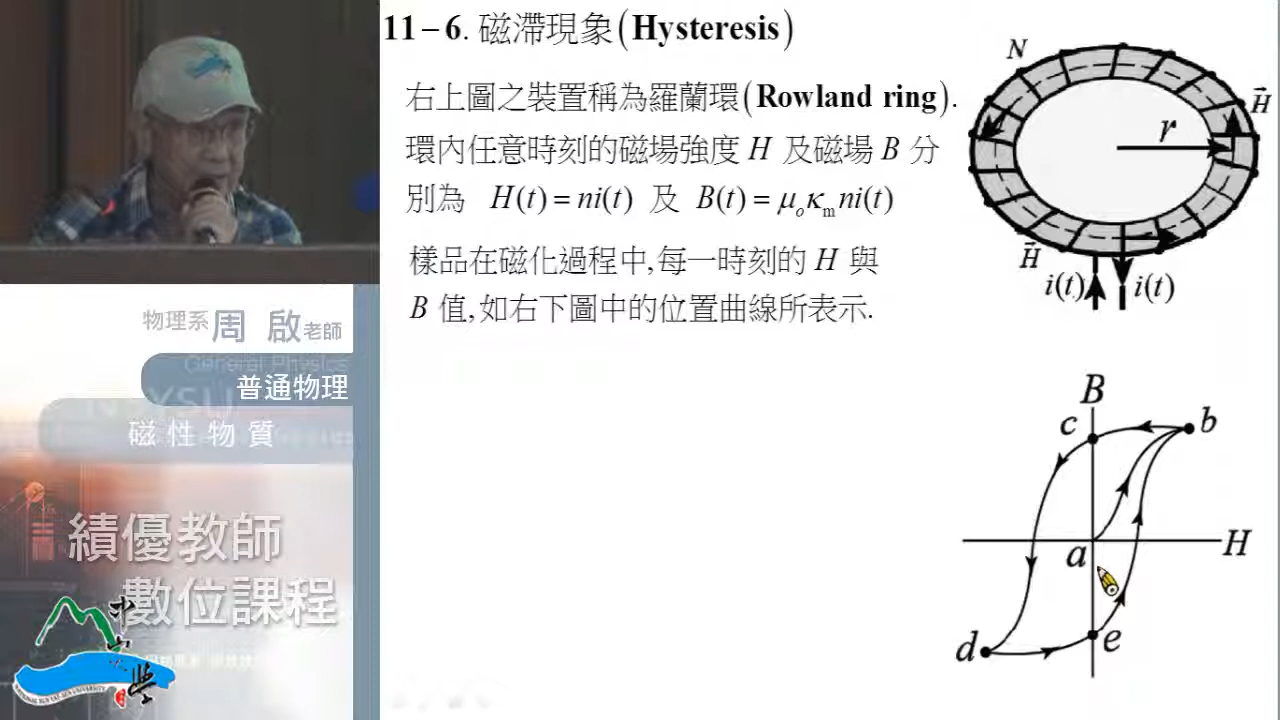 11–6. 磁滯現象(Hysteresis)
右上圖之裝置稱為羅蘭環(Rowland ring).
環內任意時刻的磁場強度 H 及磁場 B 分
別為 H(t) = ni(t) 及 B(t) = μ₀κₘni(t)
樣品在磁化過程中,每一時刻的 H 與
B 值,如右下圖中的位置曲線所表示.
N
H⃗
r
H⃗
i(t)
i(t)
B
c
b
a
H
d
e
物理系周 啟老師
General Physics
普通物理
磁性物質
績優教師
數位課程